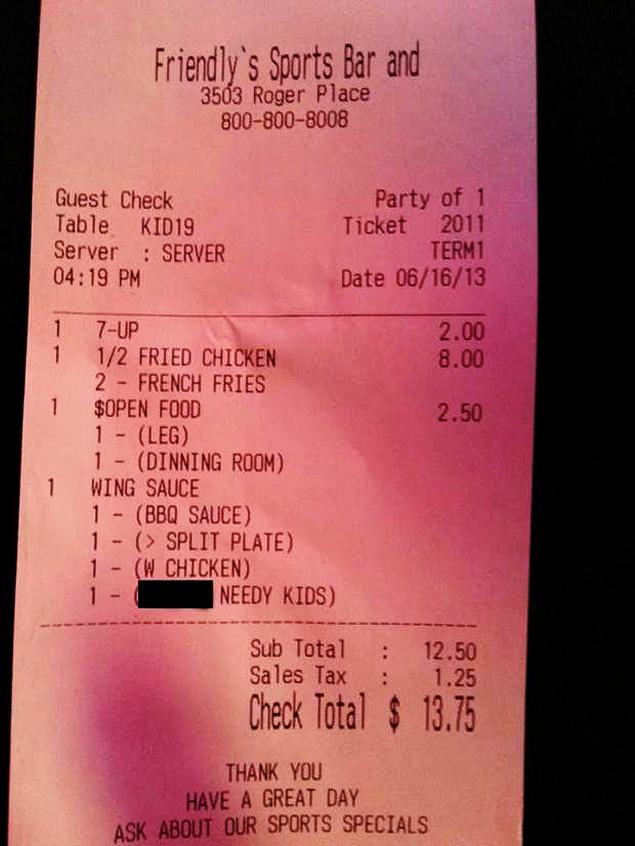 Friendly`s Sports Bar and
3503 Roger Place
800-800-8008
Guest Check Party of 1
Table KID19 Ticket 2011
Server : SERVER TERM1
04:19 PM Date 06/16/13
1 7-UP 2.00
1 1/2 FRIED CHICKEN 8.00
2 - FRENCH FRIES
1 $OPEN FOOD 2.50
1 - (LEG)
1 - (DINNING ROOM)
1 WING SAUCE
1 - (BBQ SAUCE)
1 - (> SPLIT PLATE)
1 - (W CHICKEN)
1 - ( NEEDY KIDS)
Sub Total : 12.50
Sales Tax : 1.25
Check Total $ 13.75
THANK YOU
HAVE A GREAT DAY
ASK ABOUT OUR SPORTS SPECIALS